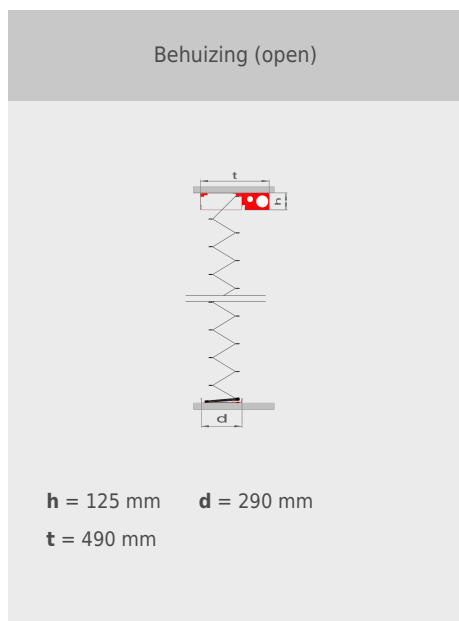 Behuizing (open)
t
h
d
h = 125 mm d = 290 mm
t = 490 mm